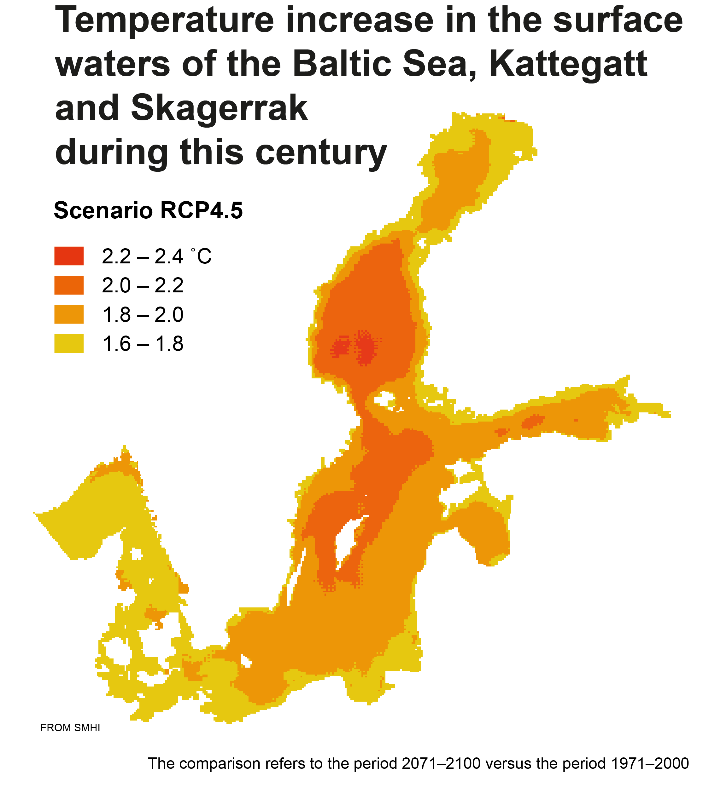 Temperature increase in the surface
waters of the Baltic Sea, Kattegatt
and Skagerrak
during this century
Scenario RCP4.5
2.2 – 2.4 ˚C
2.0 – 2.2
1.8 – 2.0
1.6 – 1.8
FROM SMHI
The comparison refers to the period 2071–2100 versus the period 1971–2000